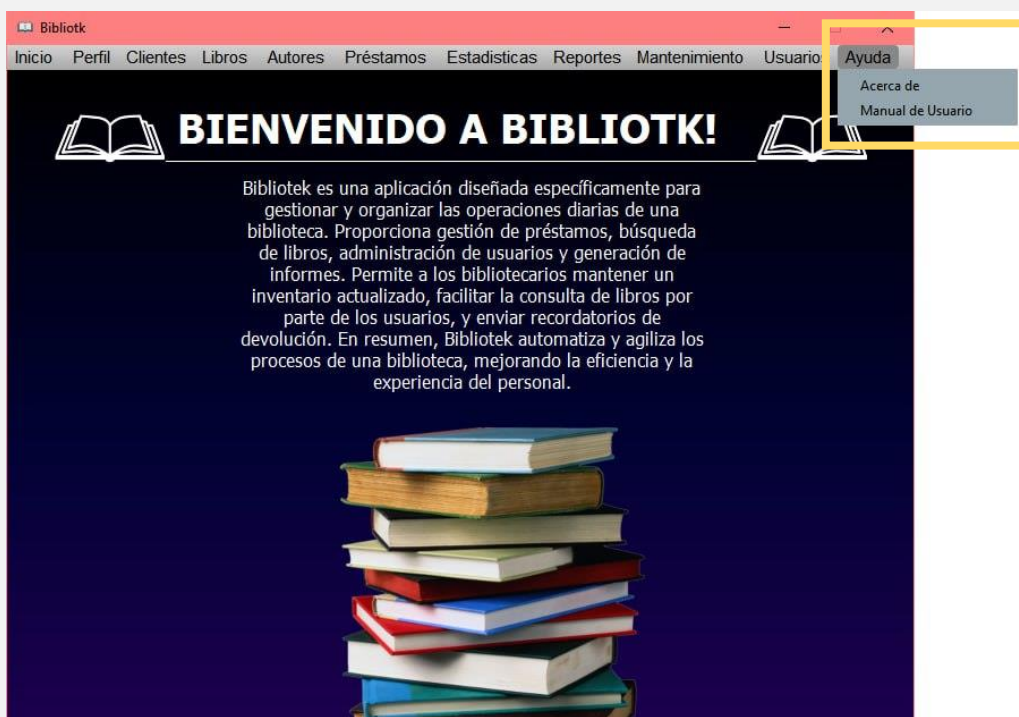 Bibliotk
Inicio Perfil Clientes Libros Autores Préstamos Estadisticas Reportes Mantenimiento Usuarios Ayuda
Acerca de
Manual de Usuario
BIENVENIDO A BIBLIOTK!
Bibliotek es una aplicación diseñada específicamente para
gestionar y organizar las operaciones diarias de una
biblioteca. Proporciona gestión de préstamos, búsqueda
de libros, administración de usuarios y generación de
informes. Permite a los bibliotecarios mantener un
inventario actualizado, facilitar la consulta de libros por
parte de los usuarios, y enviar recordatorios de
devolución. En resumen, Bibliotek automatiza y agiliza los
procesos de una biblioteca, mejorando la eficiencia y la
experiencia del personal.